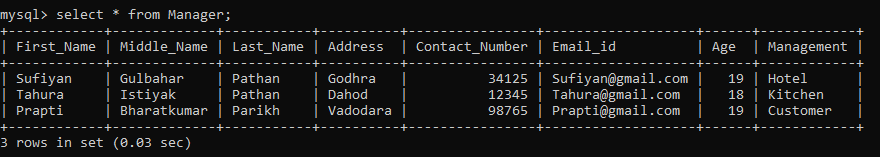 mysql> select * from Manager;
+------------+-------------+-----------+----------+----------------+-------------------+-----+------------+
| First_Name | Middle_Name | Last_Name | Address  | Contact_Number | Email_id          | Age | Management |
+------------+-------------+-----------+----------+----------------+-------------------+-----+------------+
| Sufiyan    | Gulbahar    | Pathan    | Godhra   |          34125 | Sufiyan@gmail.com |  19 | Hotel      |
| Tahura     | Istiyak     | Pathan    | Dahod    |          12345 | Tahura@gmail.com  |  18 | Kitchen    |
| Prapti     | Bharatkumar | Parikh    | Vadodara |          98765 | Prapti@gmail.com  |  19 | Customer   |
+------------+-------------+-----------+----------+----------------+-------------------+-----+------------+
3 rows in set (0.03 sec)